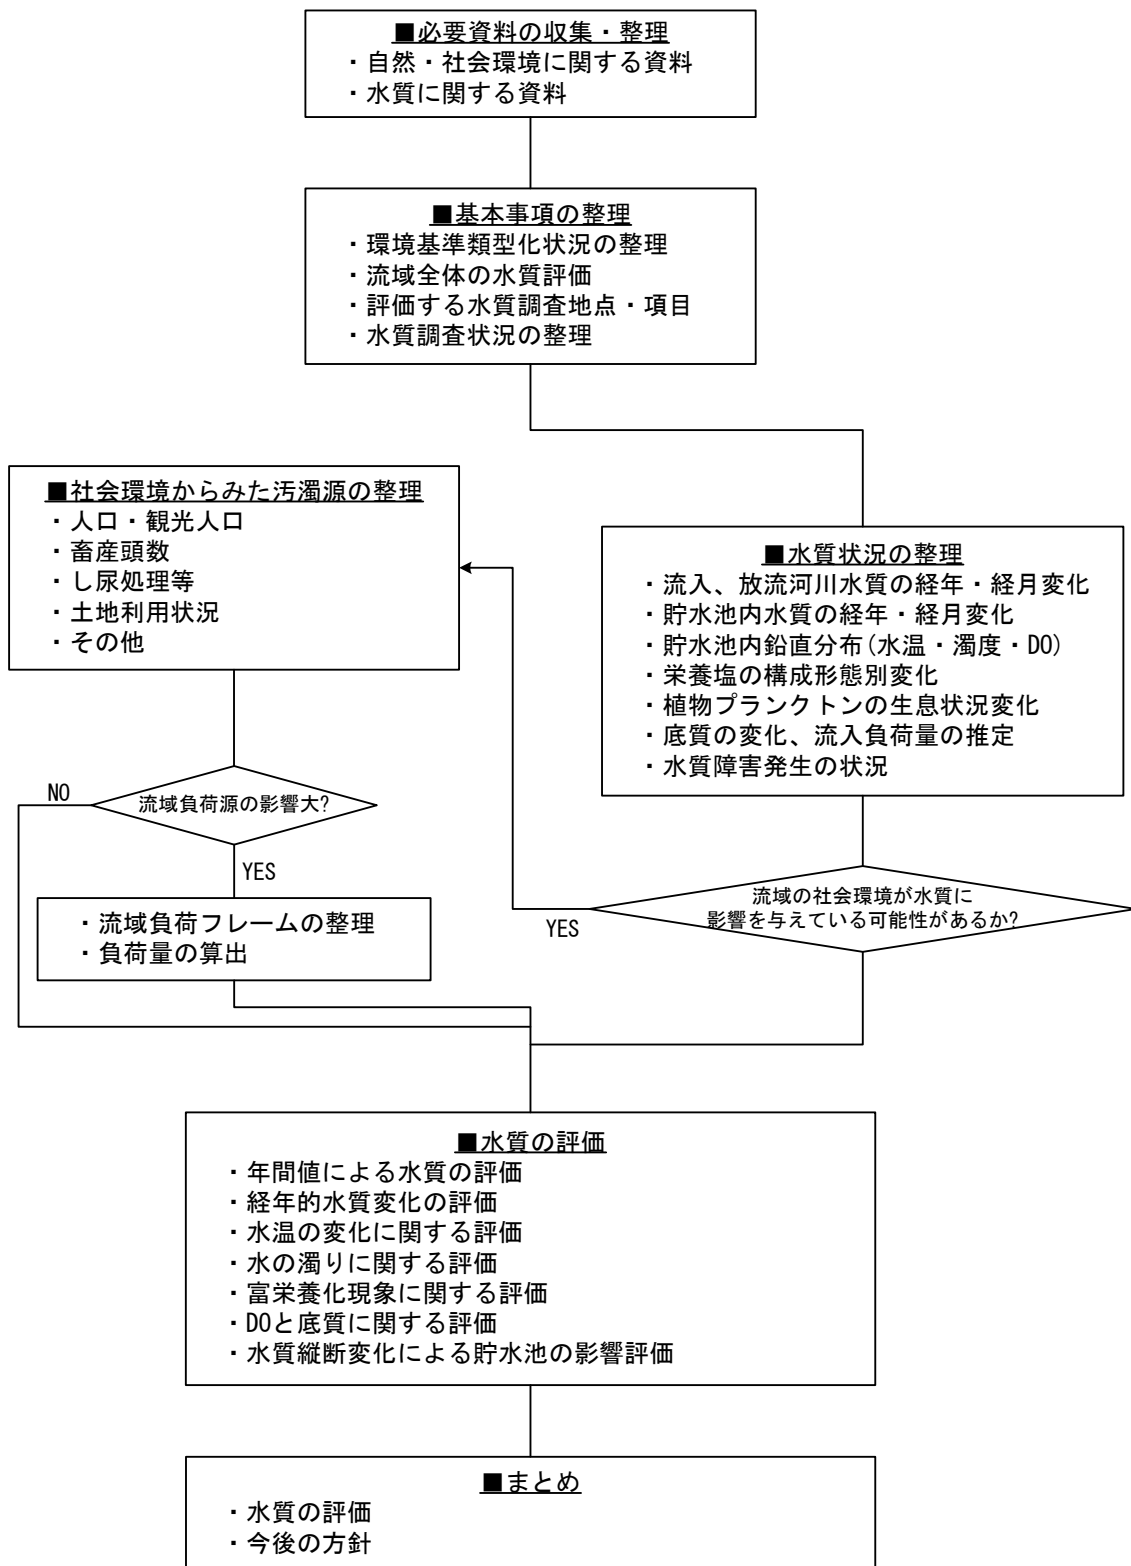 ■必要資料の収集・整理
・自然・社会環境に関する資料
・水質に関する資料
■基本事項の整理
・環境基準類型化状況の整理
・流域全体の水質評価
・評価する水質調査地点・項目
・水質調査状況の整理
■社会環境からみた汚濁源の整理
・人口・観光人口
・畜産頭数
・し尿処理等
・土地利用状況
・その他
■水質状況の整理
・流入、放流河川水質の経年・経月変化
・貯水池内水質の経年・経月変化
・貯水池内鉛直分布(水温・濁度・DO)
・栄養塩の構成形態別変化
・植物プランクトンの生息状況変化
・底質の変化、流入負荷量の推定
・水質障害発生の状況
NO
流域負荷源の影響大?
YES
流域の社会環境が水質に
影響を与えている可能性があるか?
YES
・流域負荷フレームの整理
・負荷量の算出
■水質の評価
・年間値による水質の評価
・経年的水質変化の評価
・水温の変化に関する評価
・水の濁りに関する評価
・富栄養化現象に関する評価
・DOと底質に関する評価
・水質縦断変化による貯水池の影響評価
■まとめ
・水質の評価
・今後の方針